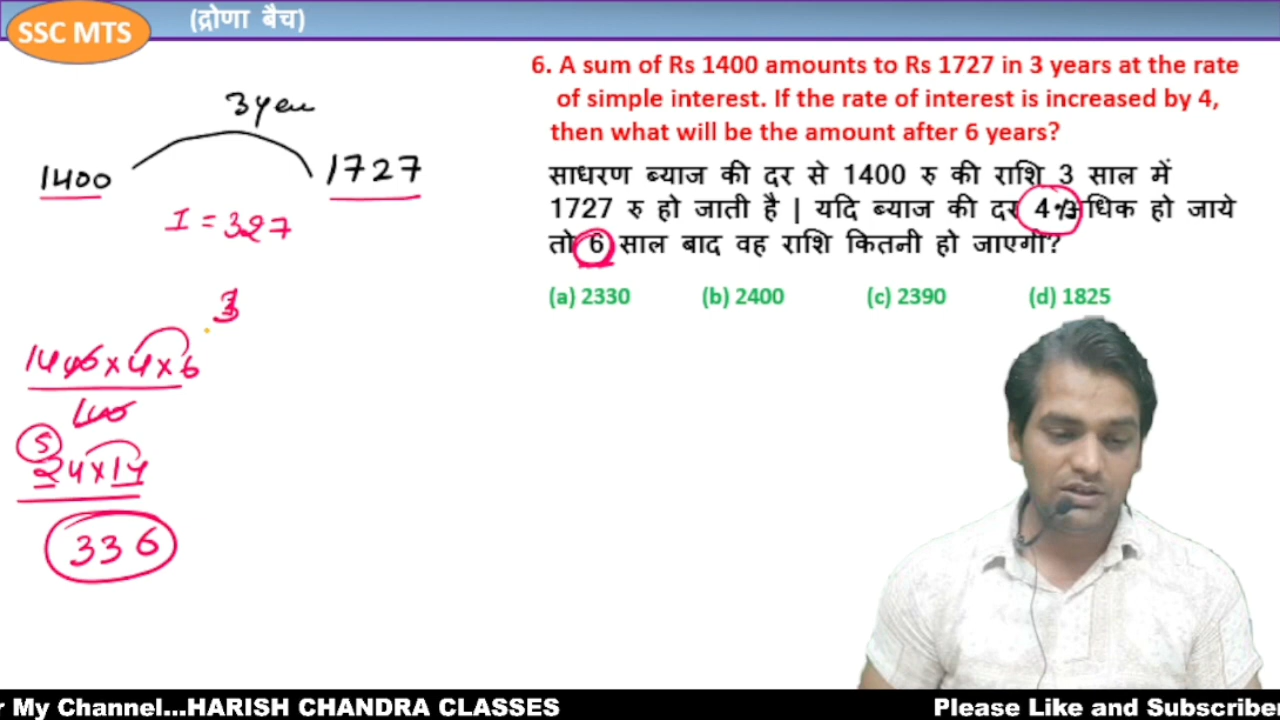 (द्रोणा बैच)
SSC MTS
6. A sum of Rs 1400 amounts to Rs 1727 in 3 years at the rate
of simple interest. If the rate of interest is increased by 4,
then what will be the amount after 6 years?
साधरण ब्याज की दर से 1400 रु की राशि 3 साल में
1727 रु हो जाती है | यदि ब्याज की दर 4% धिक हो जाये
तो 6 साल बाद वह राशि कितनी हो जाएगी?
(a) 2330 (b) 2400 (c) 2390 (d) 1825
3 year
1400 1727
I = 327
3
1400 x 4 x 6
100
24 x 14
336
r My Channel...HARISH CHANDRA CLASSES Please Like and Subscriber